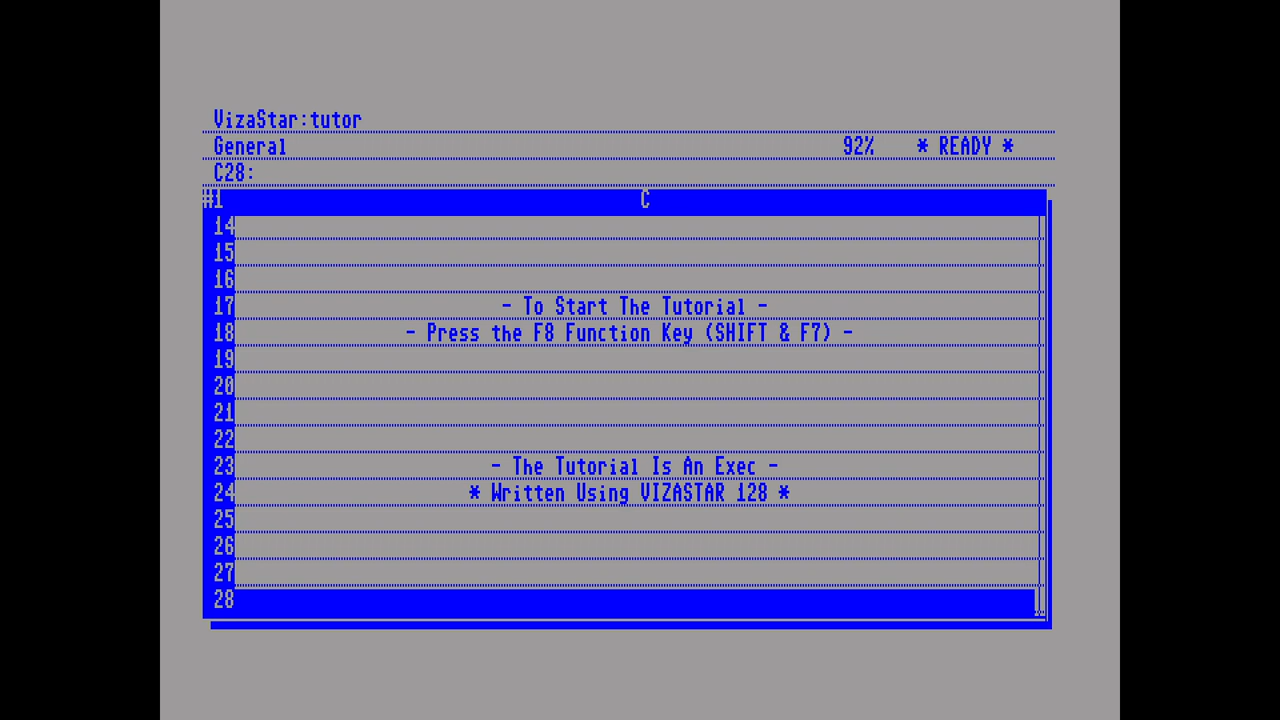 VizaStar:tutor
General 92% * READY *
C28:
#1 C
14
15
16
17 - To Start The Tutorial -
18 - Press the F8 Function Key (SHIFT & F7) -
19
20
21
22
23 - The Tutorial Is An Exec -
24 * Written Using VIZASTAR 128 *
25
26
27
28